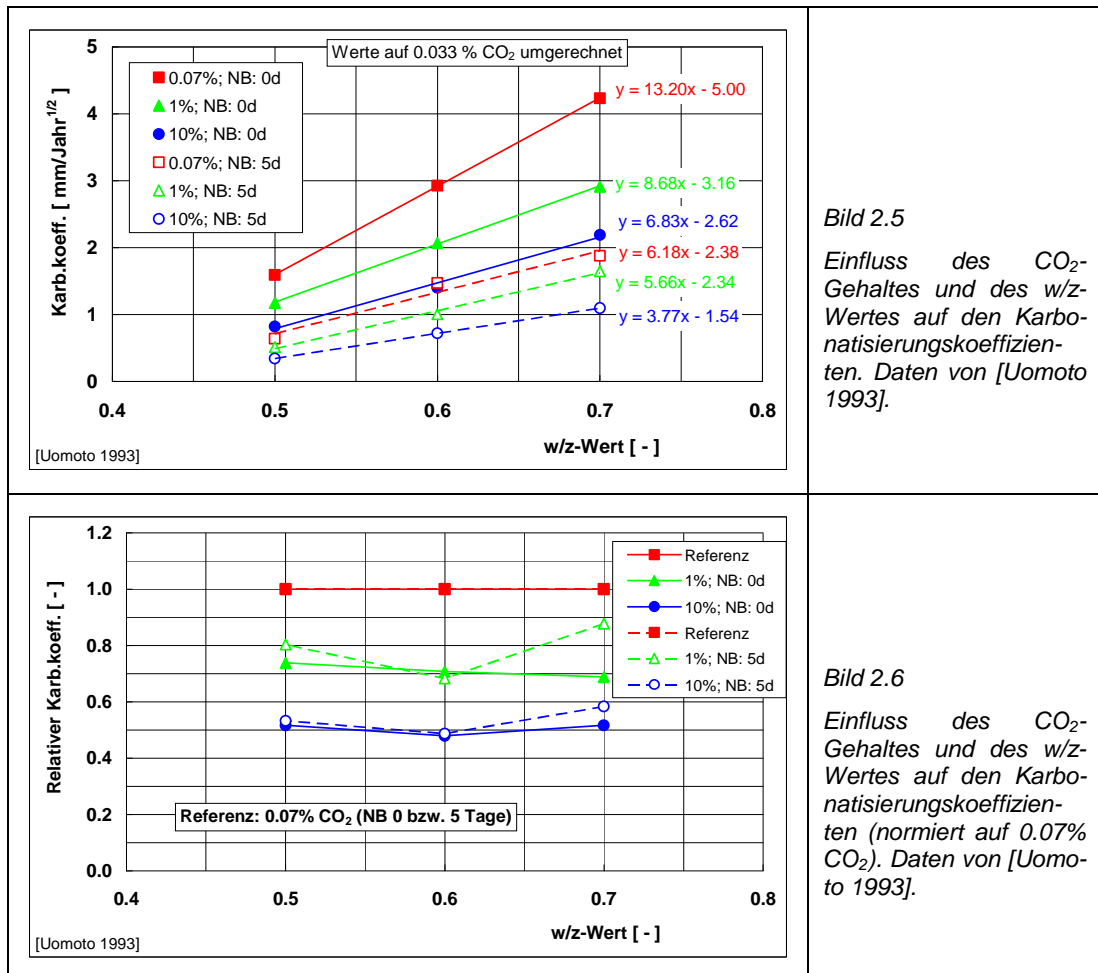 Werte auf 0.033 % CO₂ umgerechnet
0.07%; NB: 0d
1%; NB: 0d
10%; NB: 0d
0.07%; NB: 5d
1%; NB: 5d
10%; NB: 5d
y = 13.20x - 5.00
y = 8.68x - 3.16
y = 6.83x - 2.62
y = 6.18x - 2.38
y = 5.66x - 2.34
y = 3.77x - 1.54
Karb.koeff. [ mm/Jahr^1/2 ]
5
4
3
2
1
0
0.4
0.5
0.6
0.7
0.8
w/z-Wert [ - ]
[Uomoto 1993]
Bild 2.5
Einfluss des CO₂-
Gehaltes und des w/z-
Wertes auf den Karbo-
natisierungskoeffizien-
ten. Daten von [Uomoto
1993].
Relativer Karb.koeff. [ - ]
1.2
1.0
0.8
0.6
0.4
0.2
0.0
Referenz
1%; NB: 0d
10%; NB: 0d
Referenz
1%; NB: 5d
10%; NB: 5d
Referenz: 0.07% CO₂ (NB 0 bzw. 5 Tage)
0.4
0.5
0.6
0.7
0.8
w/z-Wert [ - ]
[Uomoto 1993]
Bild 2.6
Einfluss des CO₂-
Gehaltes und des w/z-
Wertes auf den Karbo-
natisierungskoeffizien-
ten (normiert auf 0.07%
CO₂). Daten von [Uomo-
to 1993].